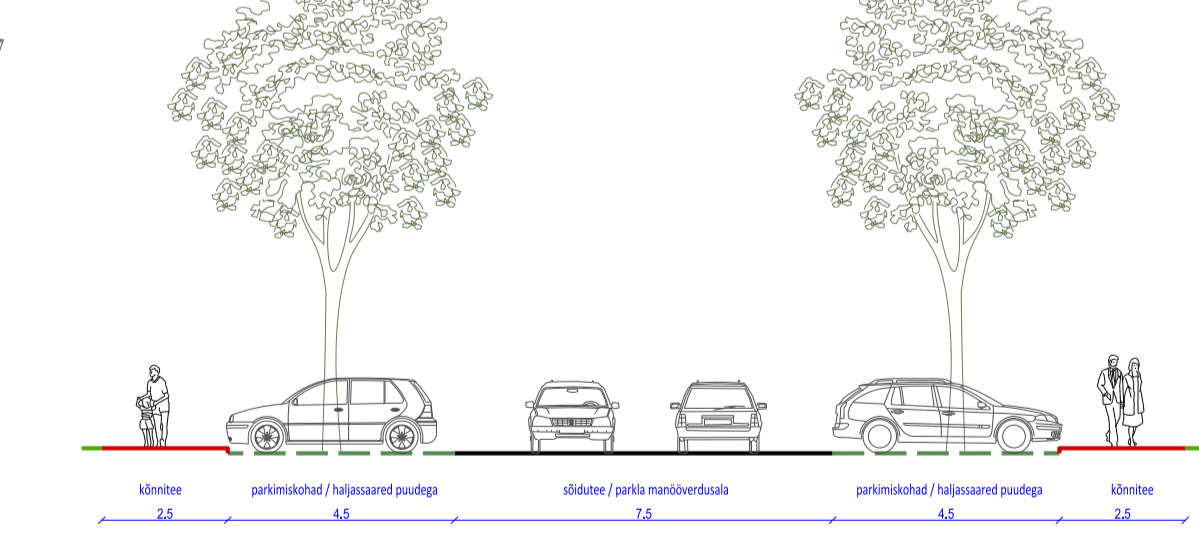 kõnnitee parkimiskohad / haljassaared puudega sõidutee / parkla manööverdusala parkimiskohad / haljassaared puudega kõnnitee
2.5 4.5 7.5 4.5 2.5